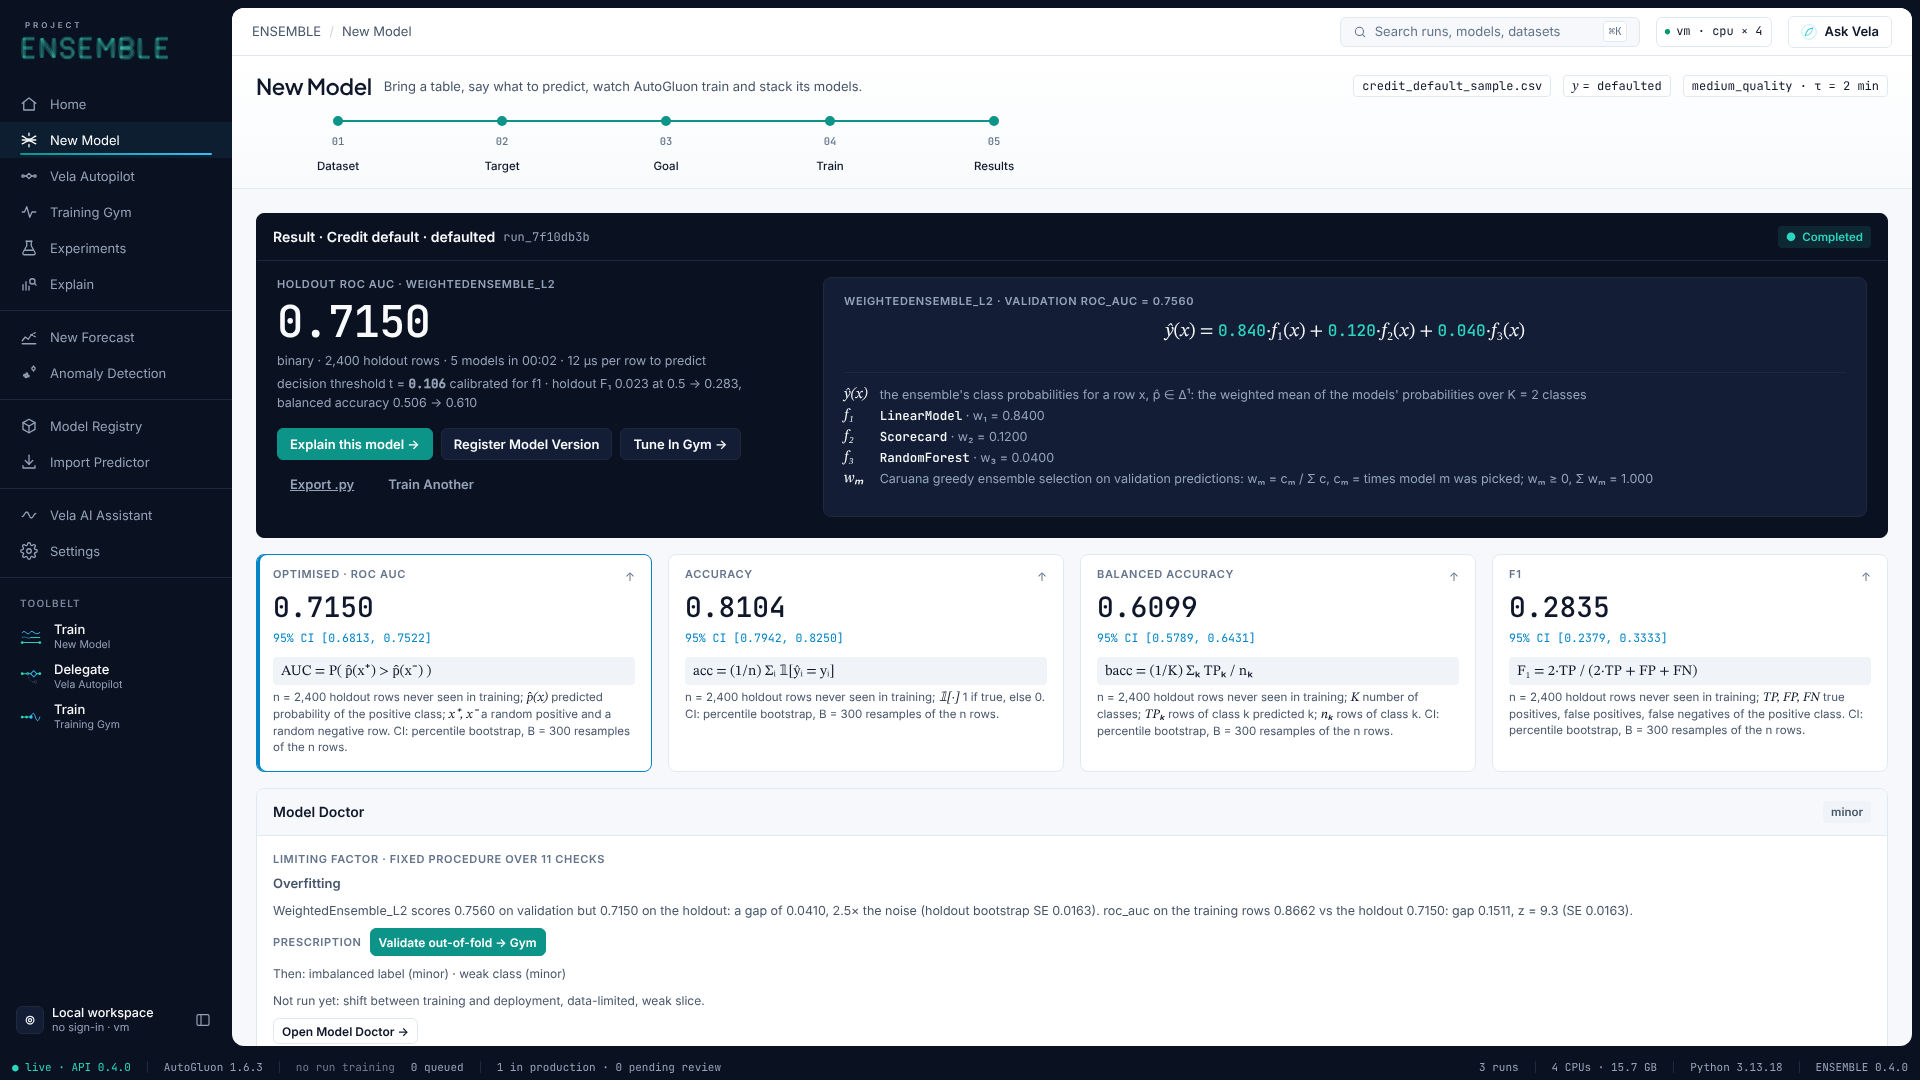 PROJECT
ENSEMBLE
Home
New Model
Vela Autopilot
Training Gym
Experiments
Explain
New Forecast
Anomaly Detection
Model Registry
Import Predictor
Vela AI Assistant
Settings
TOOLBELT
Train
New Model
Delegate
Vela Autopilot
Train
Training Gym
Local workspace
no sign-in · vm
ENSEMBLE / New Model
Search runs, models, datasets ⌘K
vm · cpu × 4
Ask Vela
New Model Bring a table, say what to predict, watch AutoGluon train and stack its models.
credit_default_sample.csv y = defaulted medium_quality · τ = 2 min
01 02 03 04 05
Dataset Target Goal Train Results
Result · Credit default · defaulted run_7f10db3b
Completed
HOLDOUT ROC AUC · WEIGHTEDENSEMBLE_L2
0.7150
binary · 2,400 holdout rows · 5 models in 00:02 · 12 µs per row to predict
decision threshold t = 0.106 calibrated for f1 · holdout F₁ 0.023 at 0.5 → 0.283,
balanced accuracy 0.506 → 0.610
Explain this model → Register Model Version Tune In Gym →
Export .py Train Another
WEIGHTEDENSEMBLE_L2 · VALIDATION ROC_AUC = 0.7560
ŷ(x) = 0.840·f₁(x) + 0.120·f₂(x) + 0.040·f₃(x)
ŷ(x) the ensemble's class probabilities for a row x, p̂ ∈ Δ¹: the weighted mean of the models' probabilities over K = 2 classes
f₁ LinearModel · w₁ = 0.8400
f₂ Scorecard · w₂ = 0.1200
f₃ RandomForest · w₃ = 0.0400
wₘ Caruana greedy ensemble selection on validation predictions: wₘ = cₘ / Σ c, cₘ = times model m was picked; wₘ ≥ 0, Σ wₘ = 1.000
OPTIMISED · ROC AUC ↑
0.7150
95% CI [0.6813, 0.7522]
AUC = P( p̂(x⁺) > p̂(x⁻) )
n = 2,400 holdout rows never seen in training; p̂(x) predicted
probability of the positive class; x⁺, x⁻ a random positive and a
random negative row. CI: percentile bootstrap, B = 300 resamples
of the n rows.
ACCURACY ↑
0.8104
95% CI [0.7942, 0.8250]
acc = (1/n) Σᵢ 𝟙[ŷᵢ = yᵢ]
n = 2,400 holdout rows never seen in training; 𝟙[·] 1 if true, else 0.
CI: percentile bootstrap, B = 300 resamples of the n rows.
BALANCED ACCURACY ↑
0.6099
95% CI [0.5789, 0.6431]
bacc = (1/K) Σₖ TPₖ / nₖ
n = 2,400 holdout rows never seen in training; K number of
classes; TPₖ rows of class k predicted k; nₖ rows of class k. CI:
percentile bootstrap, B = 300 resamples of the n rows.
F1 ↑
0.2835
95% CI [0.2379, 0.3333]
F₁ = 2·TP / (2·TP + FP + FN)
n = 2,400 holdout rows never seen in training; TP, FP, FN true
positives, false positives, false negatives of the positive class. CI:
percentile bootstrap, B = 300 resamples of the n rows.
Model Doctor
minor
LIMITING FACTOR · FIXED PROCEDURE OVER 11 CHECKS
Overfitting
WeightedEnsemble_L2 scores 0.7560 on validation but 0.7150 on the holdout: a gap of 0.0410, 2.5× the noise (holdout bootstrap SE 0.0163). roc_auc on the training rows 0.8662 vs the holdout 0.7150: gap 0.1511, z = 9.3 (SE 0.0163).
PRESCRIPTION Validate out-of-fold → Gym
Then: imbalanced label (minor) · weak class (minor)
Not run yet: shift between training and deployment, data-limited, weak slice.
Open Model Doctor →
live · API 0.4.0 AutoGluon 1.6.3 no run training 0 queued 1 in production · 0 pending review
3 runs 4 CPUs · 15.7 GB Python 3.13.18 ENSEMBLE 0.4.0